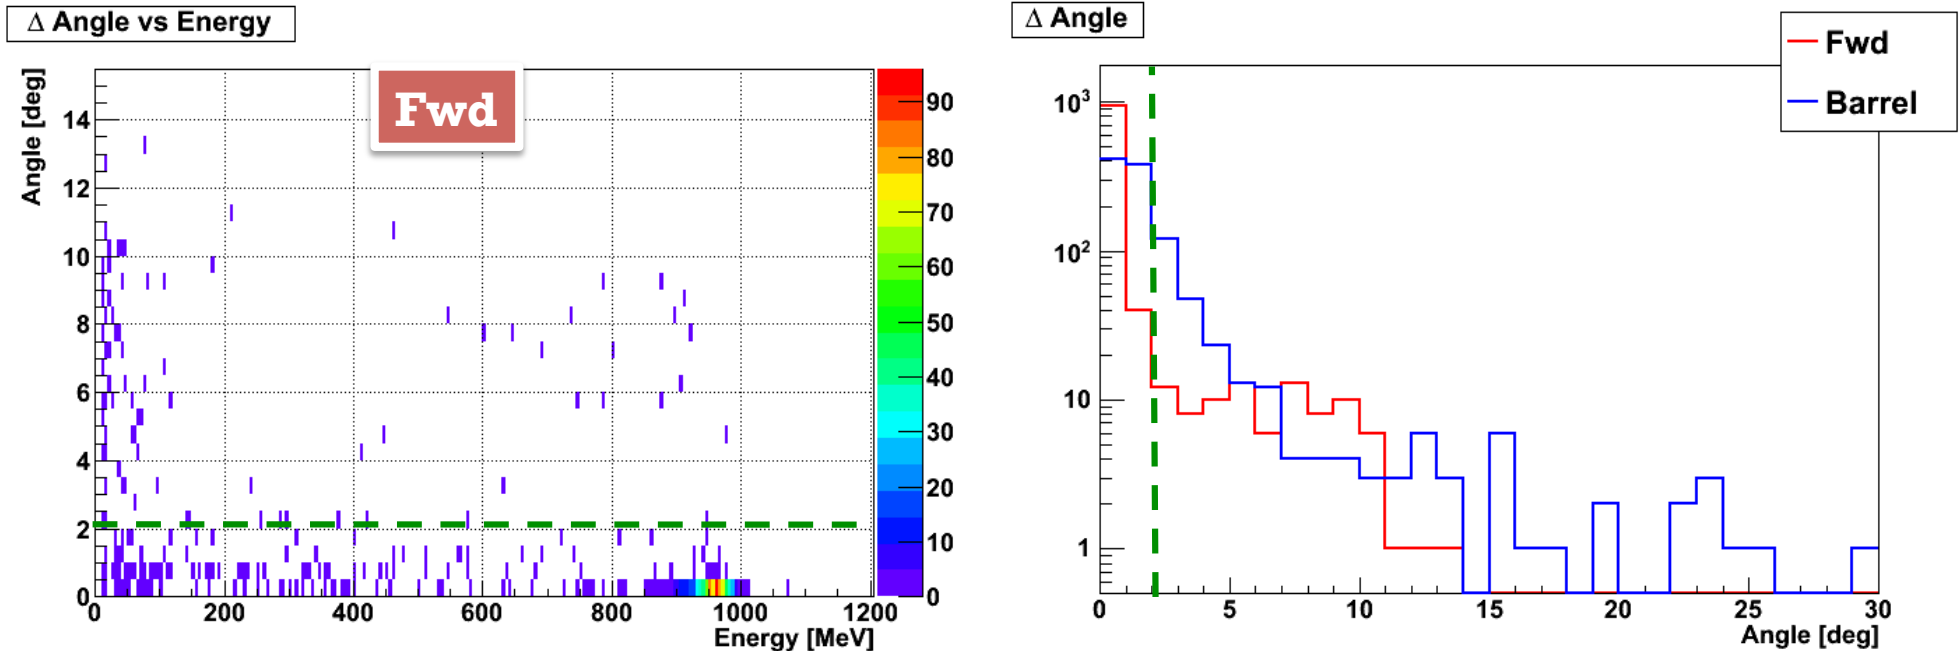 Δ Angle vs Energy
Angle [deg]
Fwd
14
12
10
8
6
4
2
0
0 200 400 600 800 1000 1200
Energy [MeV]
90
80
70
60
50
40
30
20
10
0
Δ Angle
Fwd
Barrel
10³
10²
10
1
0 5 10 15 20 25 30
Angle [deg]